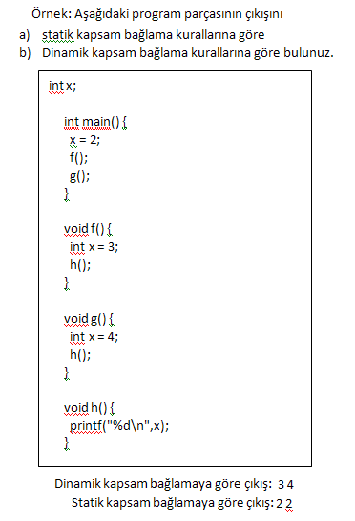 Örnek: Aşağıdaki program parçasının çıkışını
a) statik kapsam bağlama kurallarına göre
b) Dinamik kapsam bağlama kurallarına göre bulunuz.
int x;
int main() {
x = 2;
f();
g();
}
void f() {
int x = 3;
h();
}
void g() {
int x = 4;
h();
}
void h() {
printf("%d\n",x);
}
Dinamik kapsam bağlamaya göre çıkış: 3 4
Statik kapsam bağlamaya göre çıkış: 2 2